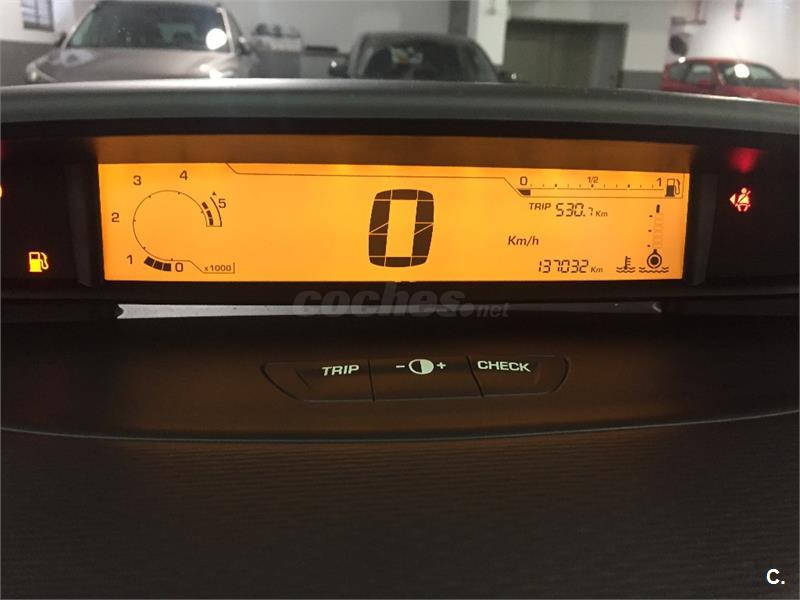 3 4 5
2
1 0 x1000
0
0 1/2 1
TRIP 530.7 Km
Km/h
137032 Km
coches.net
TRIP - + CHECK
C.